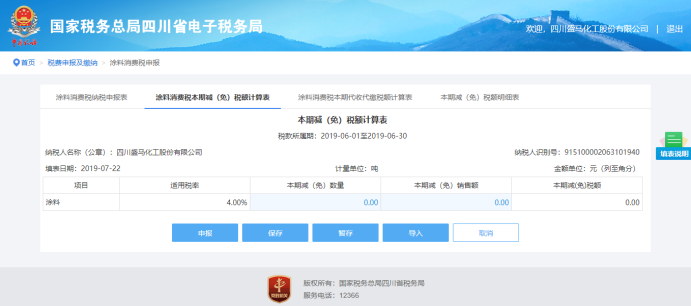 国家税务总局四川省电子税务局
欢迎，四川盛马化工股份有限公司 | 退出
首页 > 税费申报及缴纳 > 涂料消费税申报
涂料消费税纳税申报表 涂料消费税本期减（免）税额计算表 涂料消费税本期代收代缴税额计算表 本期减（免）税额明细表
本期减（免）税额计算表
税款所属期：2019-06-01至2019-06-30
纳税人名称（公章）：四川盛马化工股份有限公司 纳税人识别号：915100002063101940
填表日期：2019-07-22 计量单位：吨 金额单位：元（列至角分）
填表说明
项目 适用税率 本期减（免）数量 本期减（免）销售额 本期减(免)税额
涂料 4.00% 0.00 0.00 0.00
申报 保存 暂存 导入 取消
版权所有：国家税务总局四川省税务局
服务电话：12366